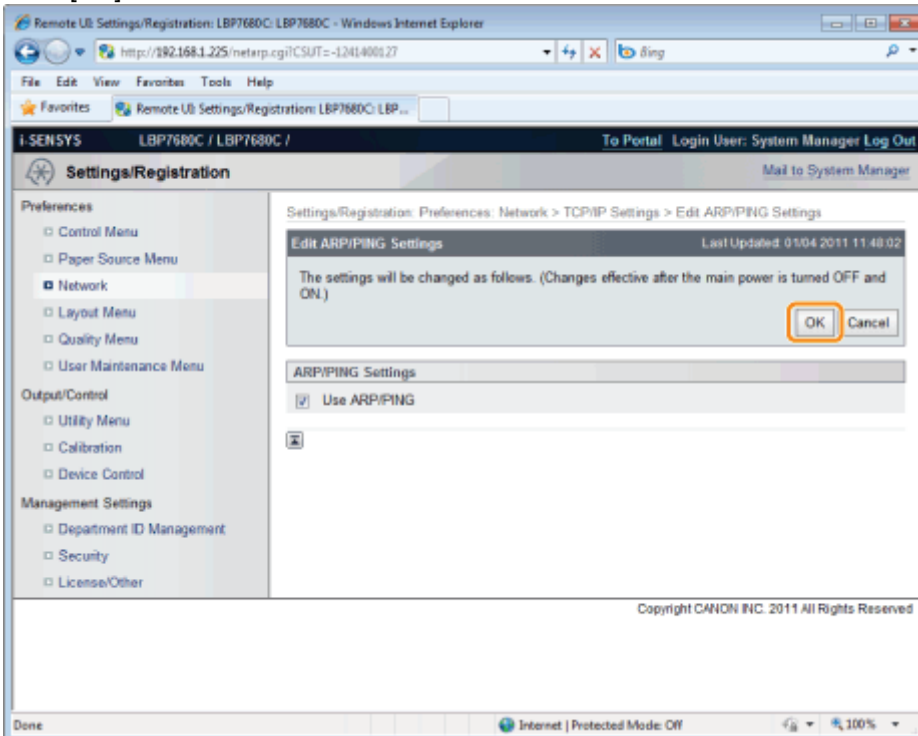 Remote UI: Settings/Registration: LBP7680C: LBP7680C - Windows Internet Explorer
http://192.168.1.225/netarp.cgi?CSUT=-1241400127
Bing
File Edit View Favorites Tools Help
Favorites Remote UI: Settings/Registration: LBP7680C: LBP...
i-SENSYS LBP7680C / LBP7680C / To Portal Login User: System Manager Log Out
Settings/Registration Mail to System Manager
Preferences
Control Menu
Paper Source Menu
Network
Layout Menu
Quality Menu
User Maintenance Menu
Output/Control
Utility Menu
Calibration
Device Control
Management Settings
Department ID Management
Security
License/Other
Settings/Registration: Preferences: Network > TCP/IP Settings > Edit ARP/PING Settings
Edit ARP/PING Settings Last Updated: 01/04 2011 11:48:02
The settings will be changed as follows. (Changes effective after the main power is turned OFF and
ON.)
OK Cancel
ARP/PING Settings
Use ARP/PING
Copyright CANON INC. 2011 All Rights Reserved
Done Internet | Protected Mode: Off 100%